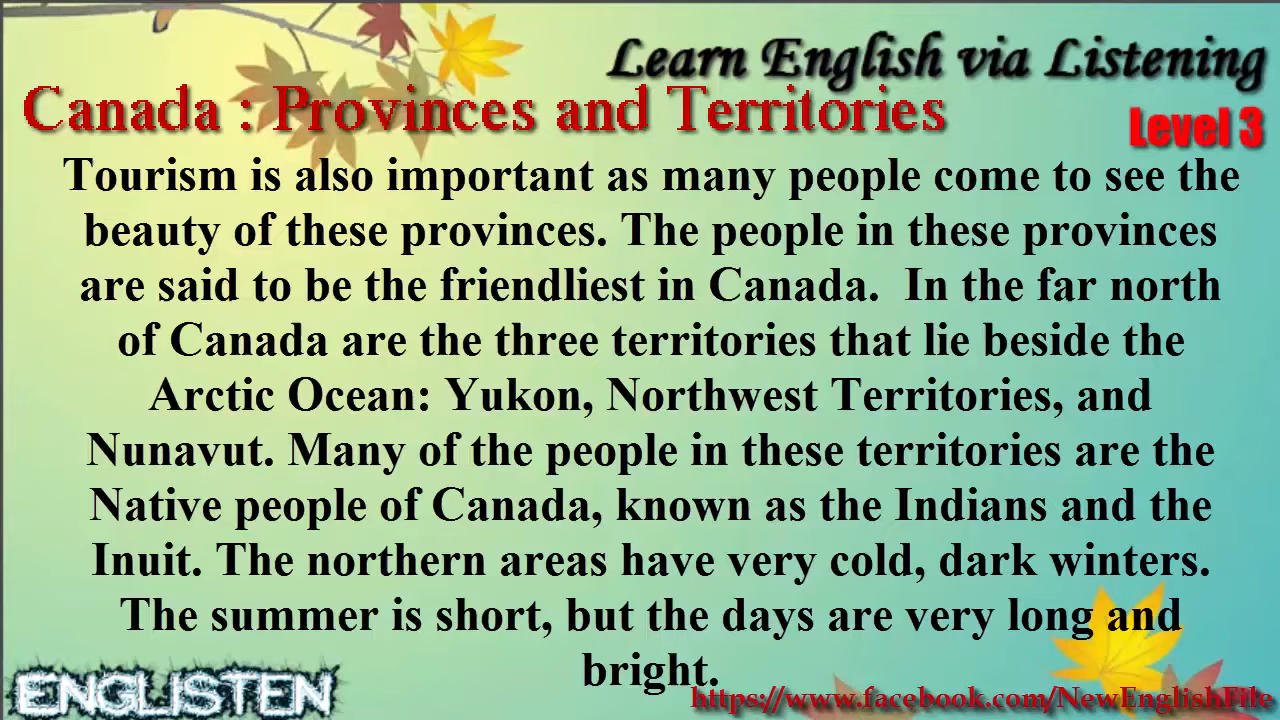 Learn English via Listening
Canada : Provinces and Territories
Level 3
Tourism is also important as many people come to see the
beauty of these provinces. The people in these provinces
are said to be the friendliest in Canada.  In the far north
of Canada are the three territories that lie beside the
Arctic Ocean: Yukon, Northwest Territories, and
Nunavut. Many of the people in these territories are the
Native people of Canada, known as the Indians and the
Inuit. The northern areas have very cold, dark winters.
The summer is short, but the days are very long and
bright.
ENGLISTEN
https://www.facebook.com/NewEnglishFile